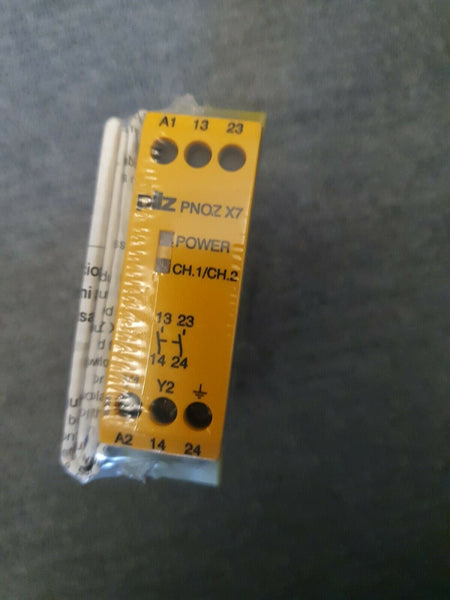 A1 13 23
pilz PNOZ X7
POWER
CH.1/CH.2
13 23
14 24
Y2
A2 14 24